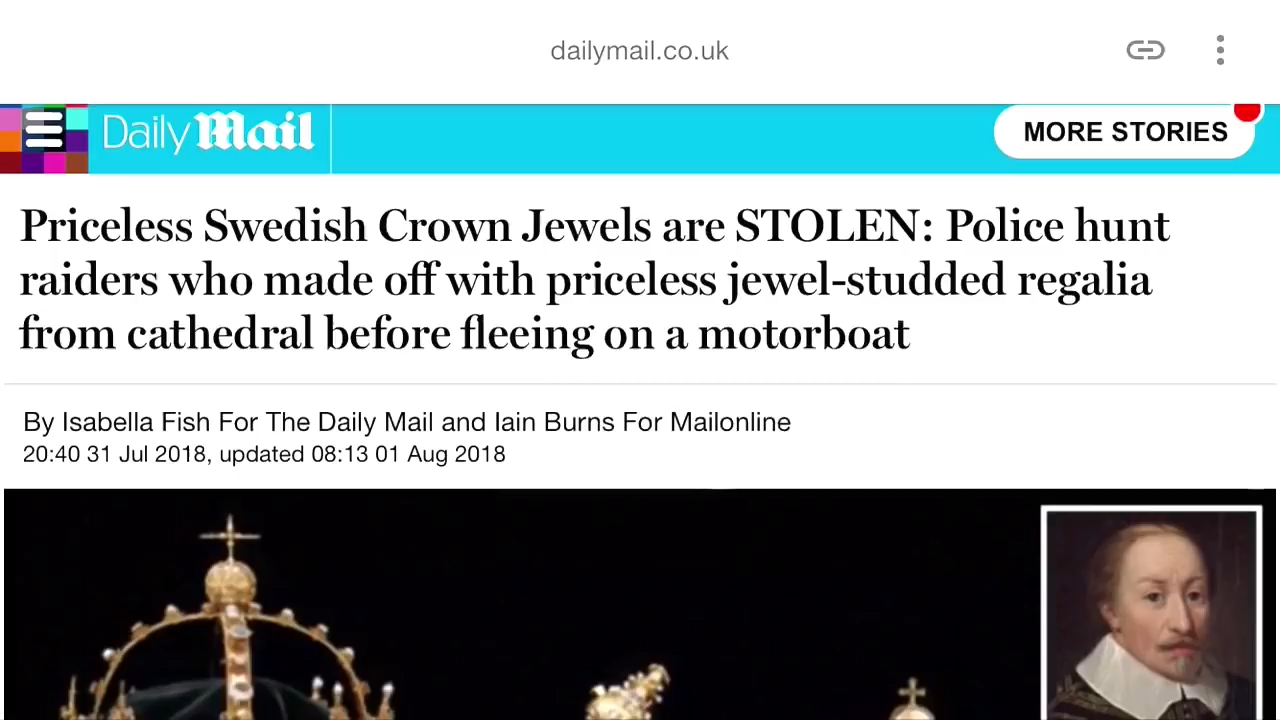 dailymail.co.uk
Daily Mail
MORE STORIES
Priceless Swedish Crown Jewels are STOLEN: Police hunt
raiders who made off with priceless jewel-studded regalia
from cathedral before fleeing on a motorboat
By Isabella Fish For The Daily Mail and Iain Burns For Mailonline
20:40 31 Jul 2018, updated 08:13 01 Aug 2018